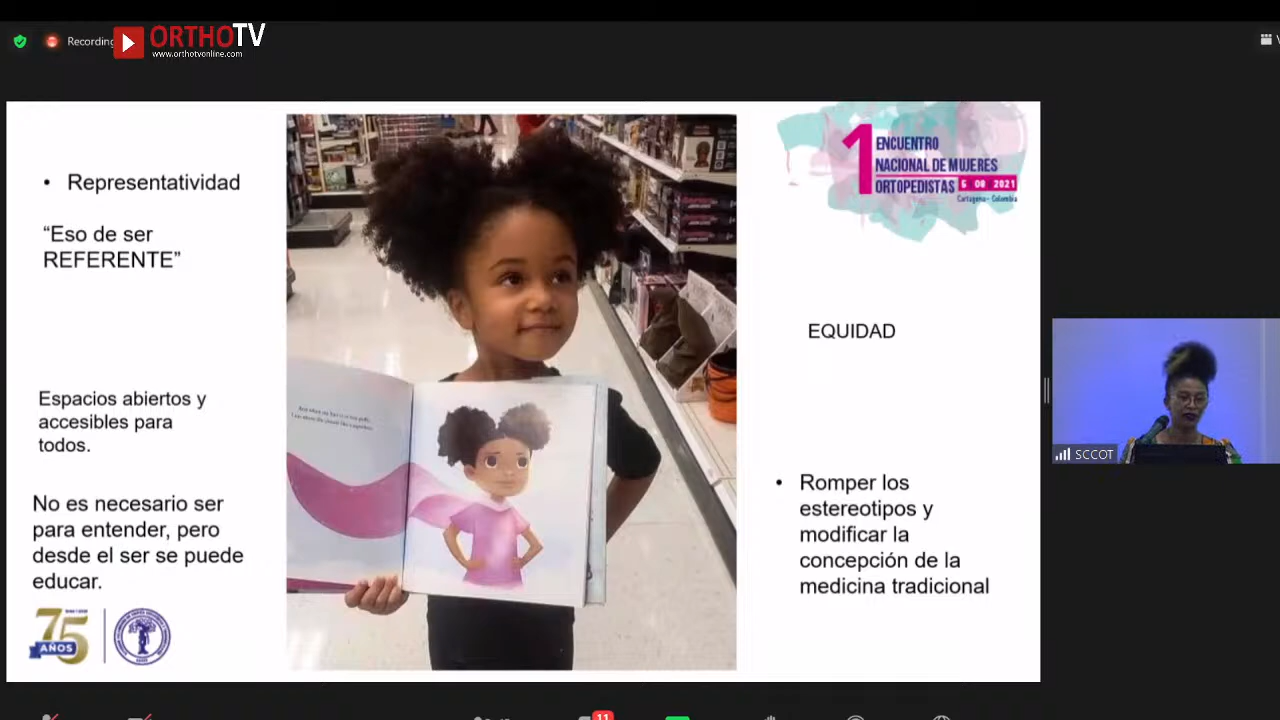 Recording
ORTHOTV
www.orthotvonline.com
• Representatividad
“Eso de ser
REFERENTE”
Espacios abiertos y
accesibles para
todos.
No es necesario ser
para entender, pero
desde el ser se puede
educar.
75
AÑOS
1 ENCUENTRO
NACIONAL DE MUJERES
ORTOPEDISTAS 5 08 2021
Cartagena - Colombia
EQUIDAD
• Romper los
estereotipos y
modificar la
concepción de la
medicina tradicional
SCCOT
11